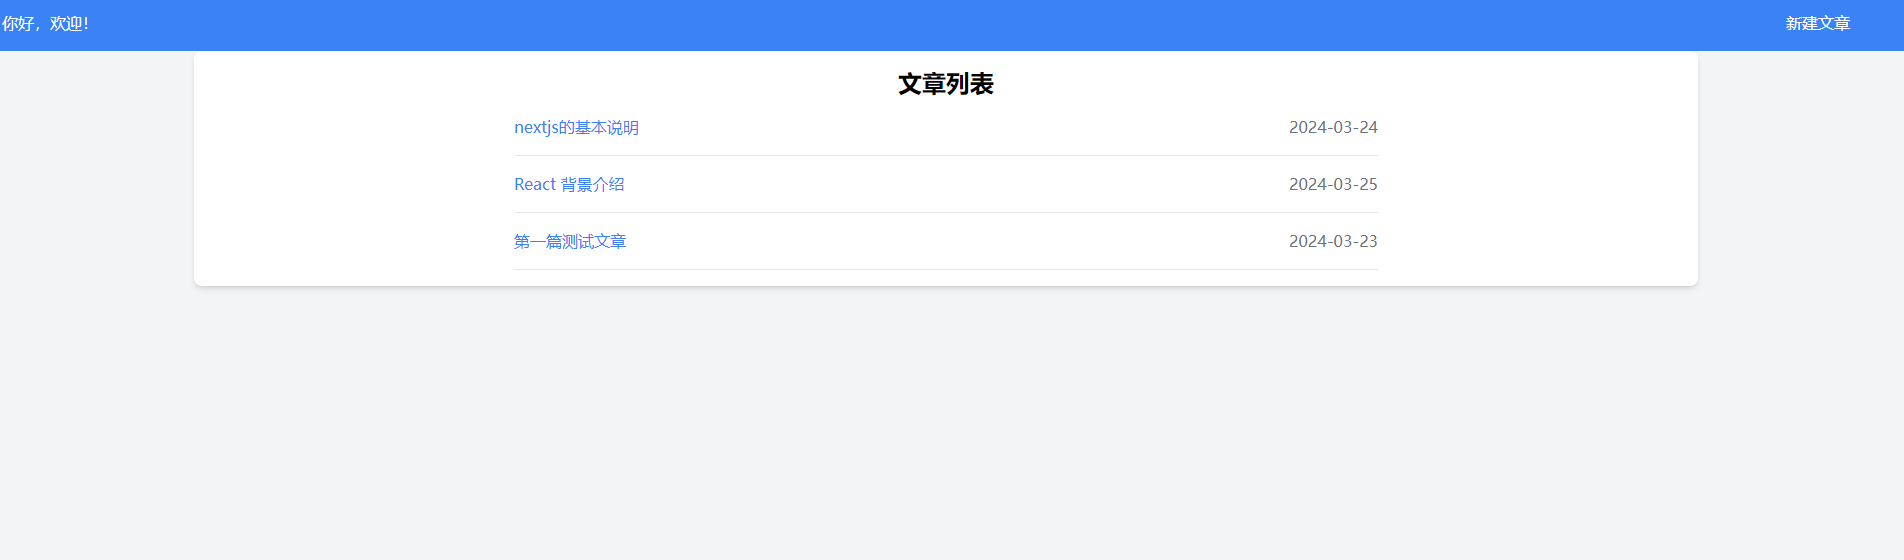 你好，欢迎！ 新建文章
文章列表
nextjs的基本说明 2024-03-24
React 背景介绍 2024-03-25
第一篇测试文章 2024-03-23